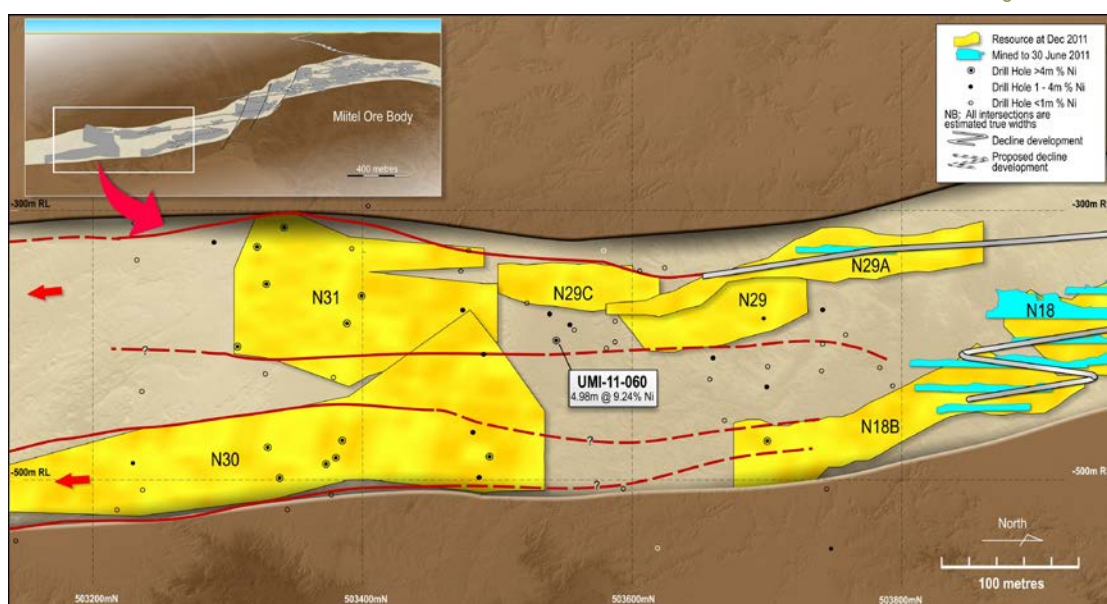 Miitel Ore Body
400 metres
Resource at Dec 2011
Mined to 30 June 2011
Drill Hole >4m % Ni
Drill Hole 1 - 4m % Ni
Drill Hole <1m % Ni
NB: All intersections are
estimated true widths
Decline development
Proposed decline
development
-300m RL
-300m RL
N31
N29C
N29A
N29
N18
?
UMI-11-060
4.98m @ 9.24% Ni
N18B
?
N30
-500m RL
-500m RL
?
North
100 metres
503200mN
503400mN
503600mN
503800mN